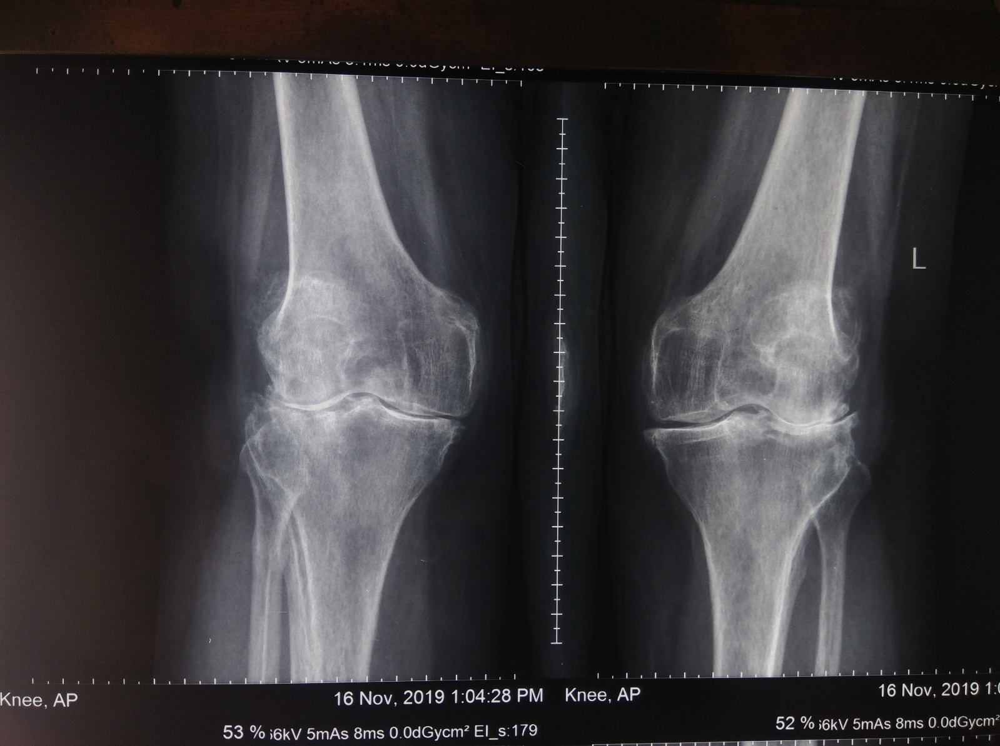 L
Knee, AP
16 Nov, 2019 1:04:28 PM
Knee, AP
16 Nov, 2019
53 % 6kV 5mAs 8ms 0.0dGycm² EI_s:179
52 % 6kV 5mAs 8ms 0.0dGycm²